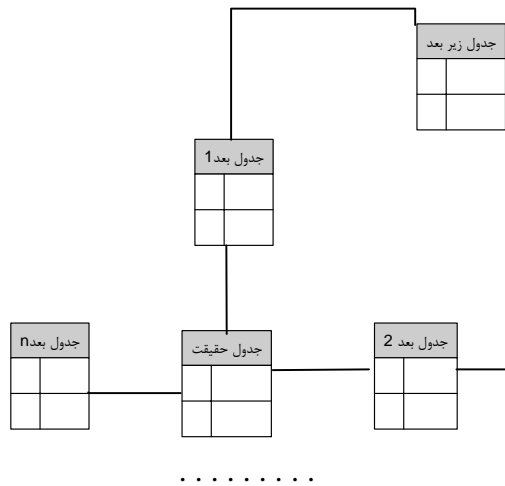 جدول زیر بعد
جدول بعد1
جدول بعدn
جدول حقیقت
جدول بعد 2
. . . . . . . . .